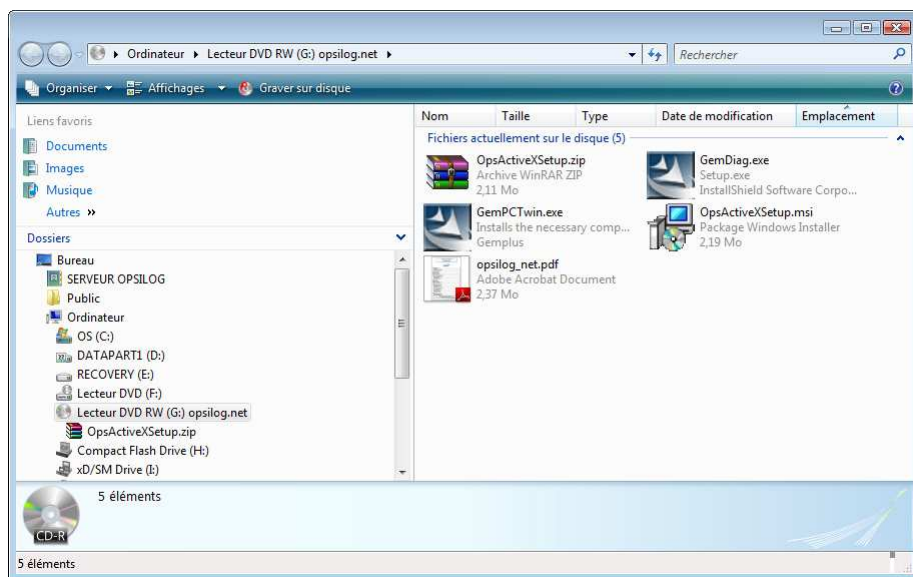 Ordinateur Lecteur DVD RW (G:) opsilog.net
Rechercher
Organiser Affichages Graver sur disque
Liens favoris
Documents
Images
Musique
Autres »
Dossiers
Bureau
SERVEUR OPSILOG
Public
Ordinateur
OS (C:)
DATAPART1 (D:)
RECOVERY (E:)
Lecteur DVD (F:)
Lecteur DVD RW (G:) opsilog.net
OpsActiveXSetup.zip
Compact Flash Drive (H:)
xD/SM Drive (I:)
Nom Taille Type Date de modification Emplacement
Fichiers actuellement sur le disque (5)
OpsActiveXSetup.zip
Archive WinRAR ZIP
2,11 Mo
GemDiag.exe
Setup.exe
InstallShield Software Corpo...
GemPCTwin.exe
Installs the necessary comp...
Gemplus
OpsActiveXSetup.msi
Package Windows Installer
2,19 Mo
opsilog_net.pdf
Adobe Acrobat Document
2,37 Mo
5 éléments
CD-R
5 éléments